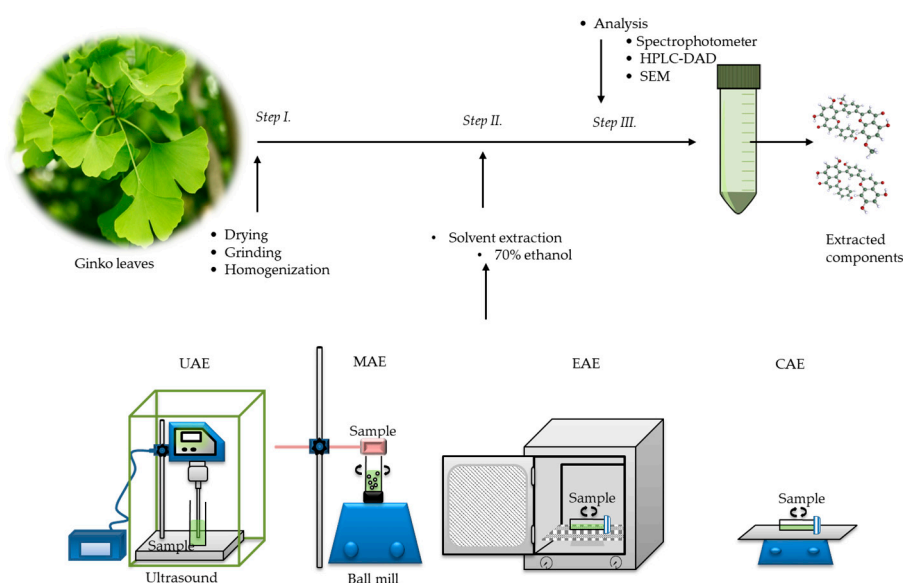 • Analysis
• Spectrophotometer
• HPLC-DAD
• SEM
Step I.
Step II.
Step III.
Ginko leaves
• Drying
• Grinding
• Homogenization
• Solvent extraction
• 70% ethanol
Extracted
components
UAE
MAE
EAE
CAE
Sample
Sample
Sample
Sample
Ultrasound
Ball mill